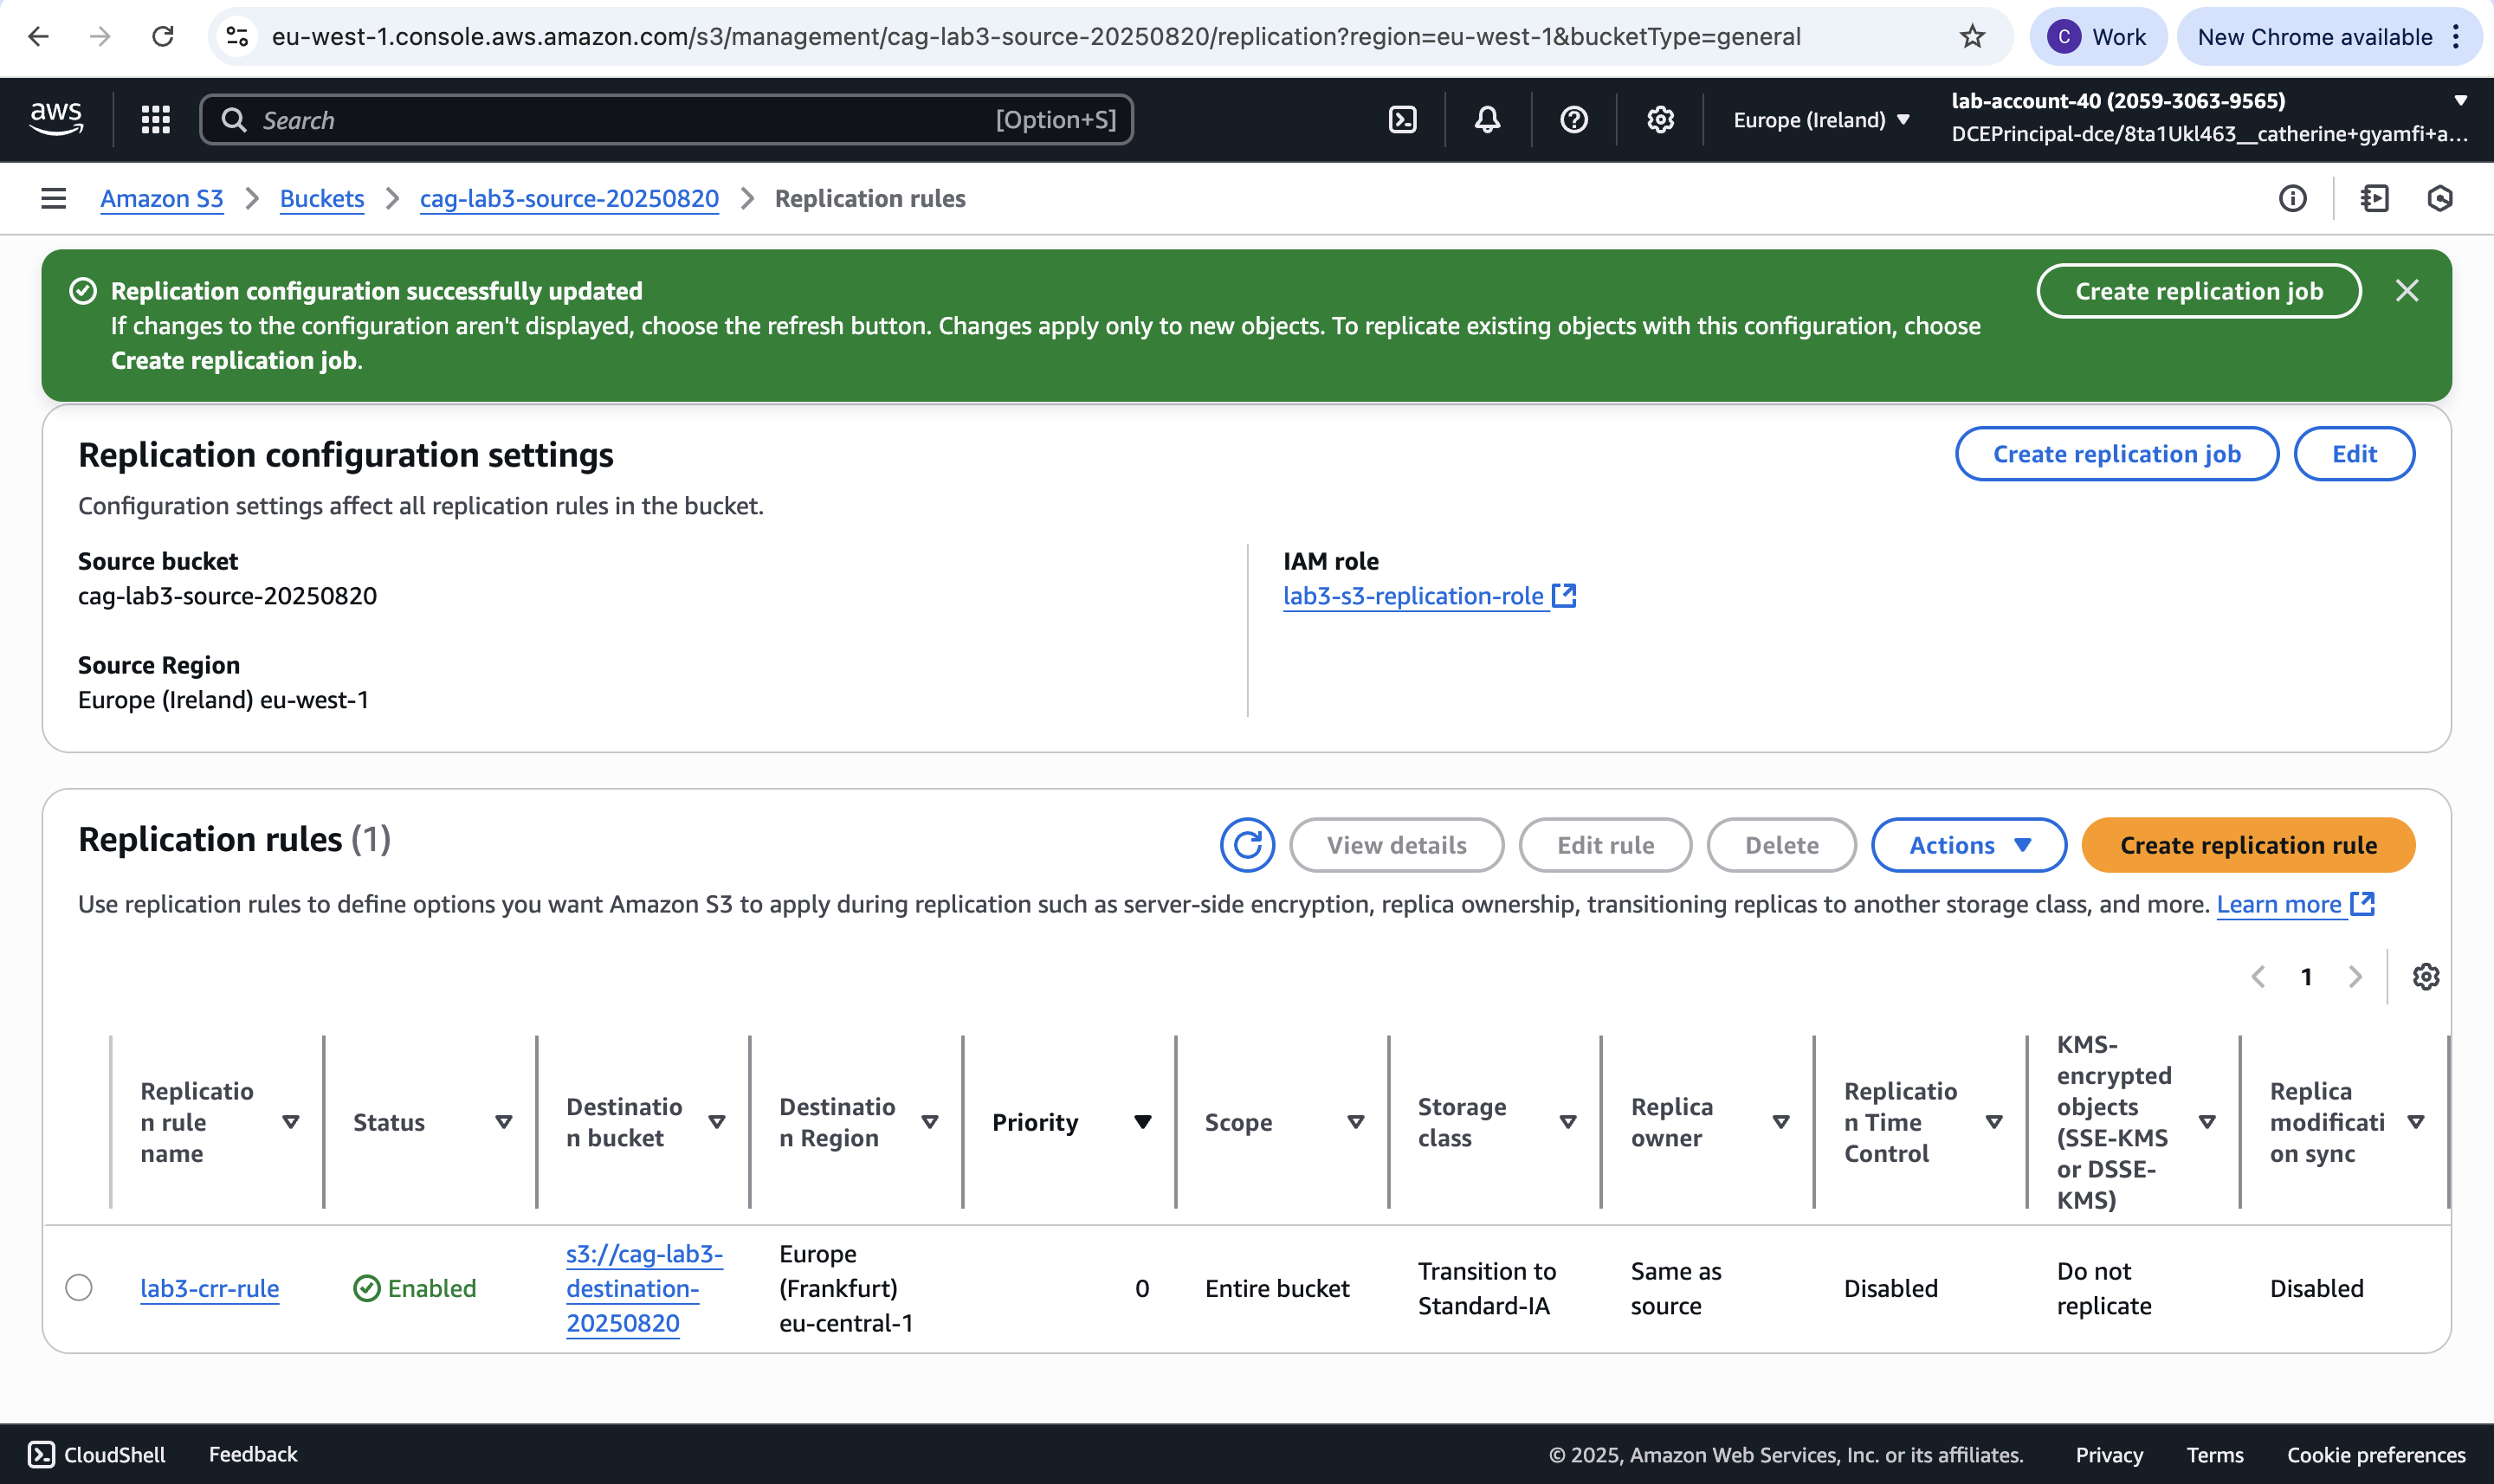 eu-west-1.console.aws.amazon.com/s3/management/cag-lab3-source-20250820/replication?region=eu-west-1&bucketType=general
C
Work
New Chrome available
aws
Search
[Option+S]
Europe (Ireland)
lab-account-40 (2059-3063-9565)
DCEPrincipal-dce/8ta1Ukl463__catherine+gyamfi+a...
Amazon S3
Buckets
cag-lab3-source-20250820
Replication rules
Replication configuration successfully updated
If changes to the configuration aren't displayed, choose the refresh button. Changes apply only to new objects. To replicate existing objects with this configuration, choose
Create replication job.
Create replication job
Replication configuration settings
Create replication job
Edit
Configuration settings affect all replication rules in the bucket.
Source bucket
cag-lab3-source-20250820
Source Region
Europe (Ireland) eu-west-1
IAM role
lab3-s3-replication-role
Replication rules (1)
View details
Edit rule
Delete
Actions
Create replication rule
Use replication rules to define options you want Amazon S3 to apply during replication such as server-side encryption, replica ownership, transitioning replicas to another storage class, and more. Learn more
1
Replicatio
n rule
name
Status
Destinatio
n bucket
Destinatio
n Region
Priority
Scope
Storage
class
Replica
owner
Replicatio
n Time
Control
KMS-
encrypted
objects
(SSE-KMS
or DSSE-
KMS)
Replica
modificati
on sync
lab3-crr-rule
Enabled
s3://cag-lab3-
destination-
20250820
Europe
(Frankfurt)
eu-central-1
0
Entire bucket
Transition to
Standard-IA
Same as
source
Disabled
Do not
replicate
Disabled
CloudShell
Feedback
© 2025, Amazon Web Services, Inc. or its affiliates.
Privacy
Terms
Cookie preferences